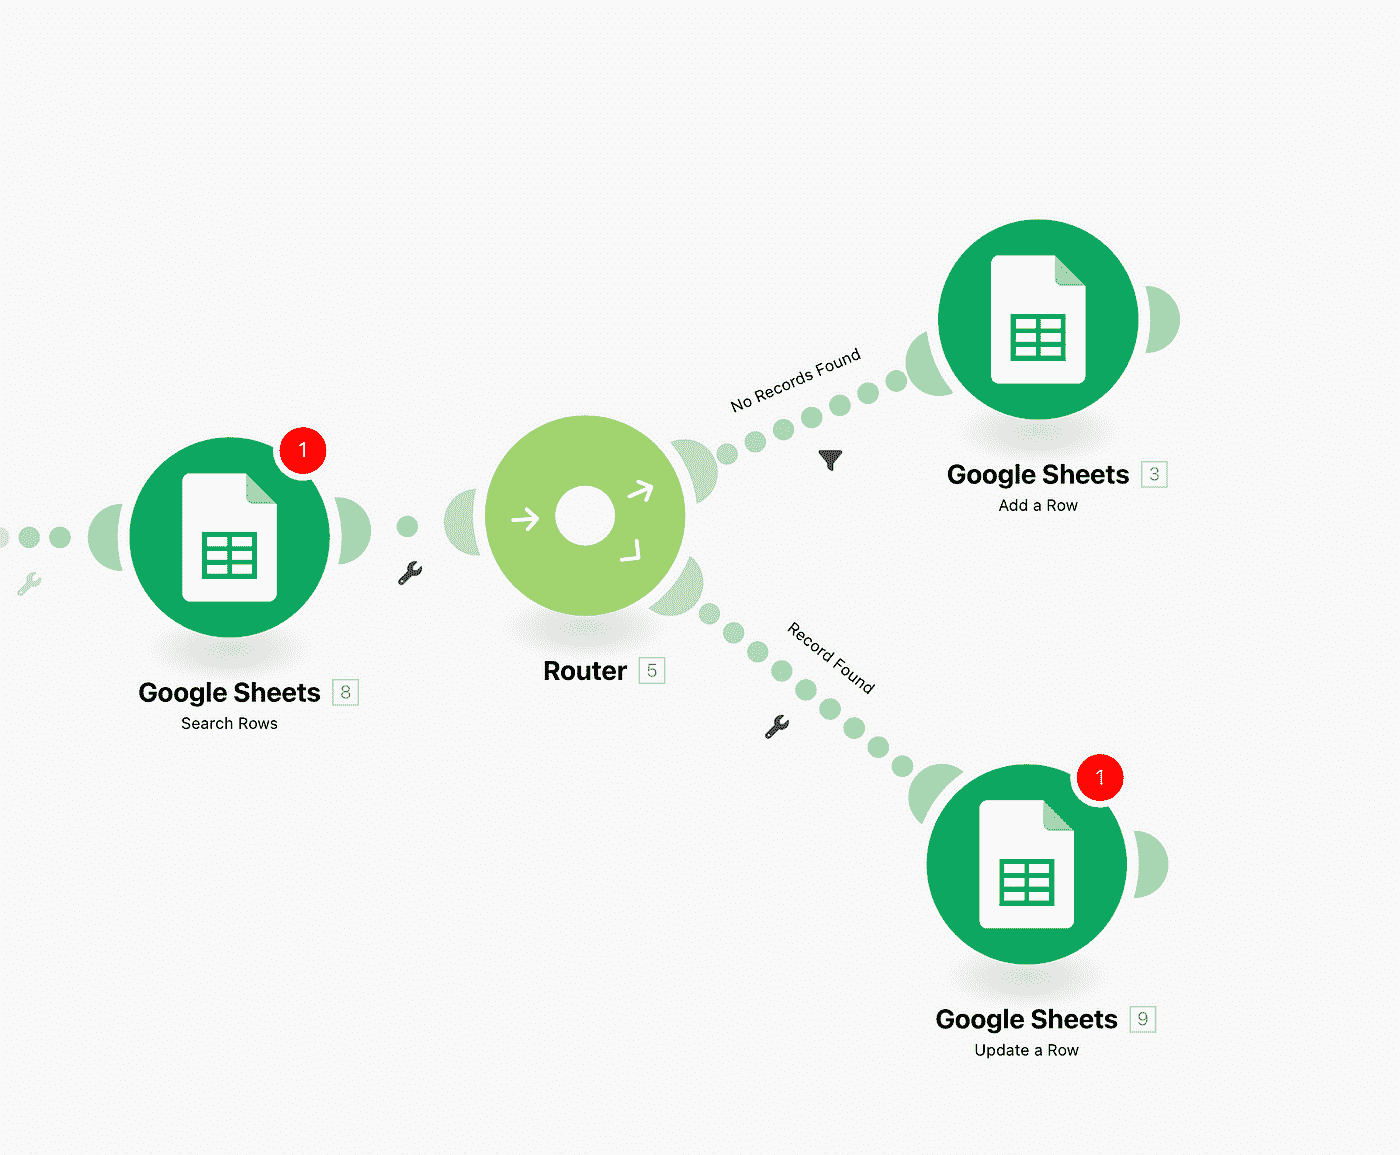 No Records Found
1
Google Sheets 3
Add a Row
Router 5
Google Sheets 8
Search Rows
Record Found
1
Google Sheets 9
Update a Row